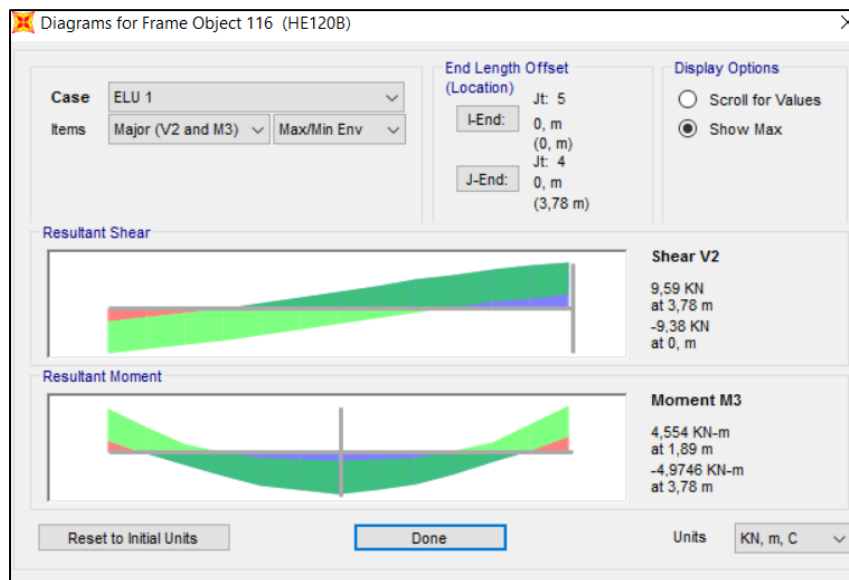 Diagrams for Frame Object 116 (HE120B)
Case ELU 1
Items Major (V2 and M3) Max/Min Env
End Length Offset
(Location)
I-End:
Jt: 5
0, m
(0, m)
J-End:
Jt: 4
0, m
(3,78 m)
Display Options
Scroll for Values
Show Max
Resultant Shear
Shear V2
9,59 KN
at 3,78 m
-9,38 KN
at 0, m
Resultant Moment
Moment M3
4,554 KN-m
at 1,89 m
-4,9746 KN-m
at 3,78 m
Reset to Initial Units
Done
Units KN, m, C